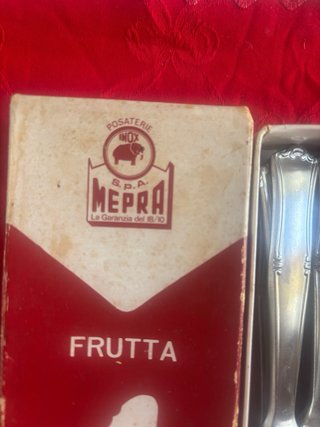 POSATERIE
INOX
S.p.A.
MEPRA
La Garanzia del 18/10
FRUTTA